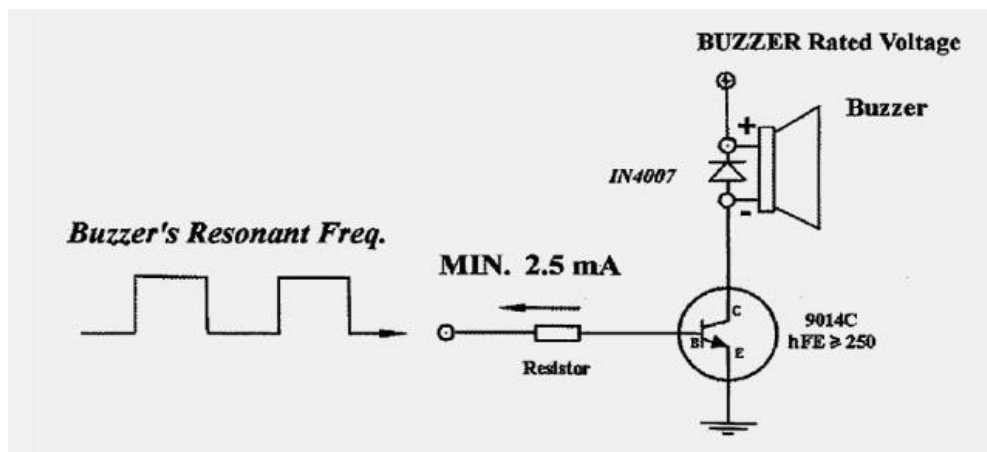 BUZZER Rated Voltage
Buzzer
+
IN4007
-
Buzzer's Resonant Freq.
MIN. 2.5 mA
C
B
E
9014C
hFE ≥ 250
Resistor